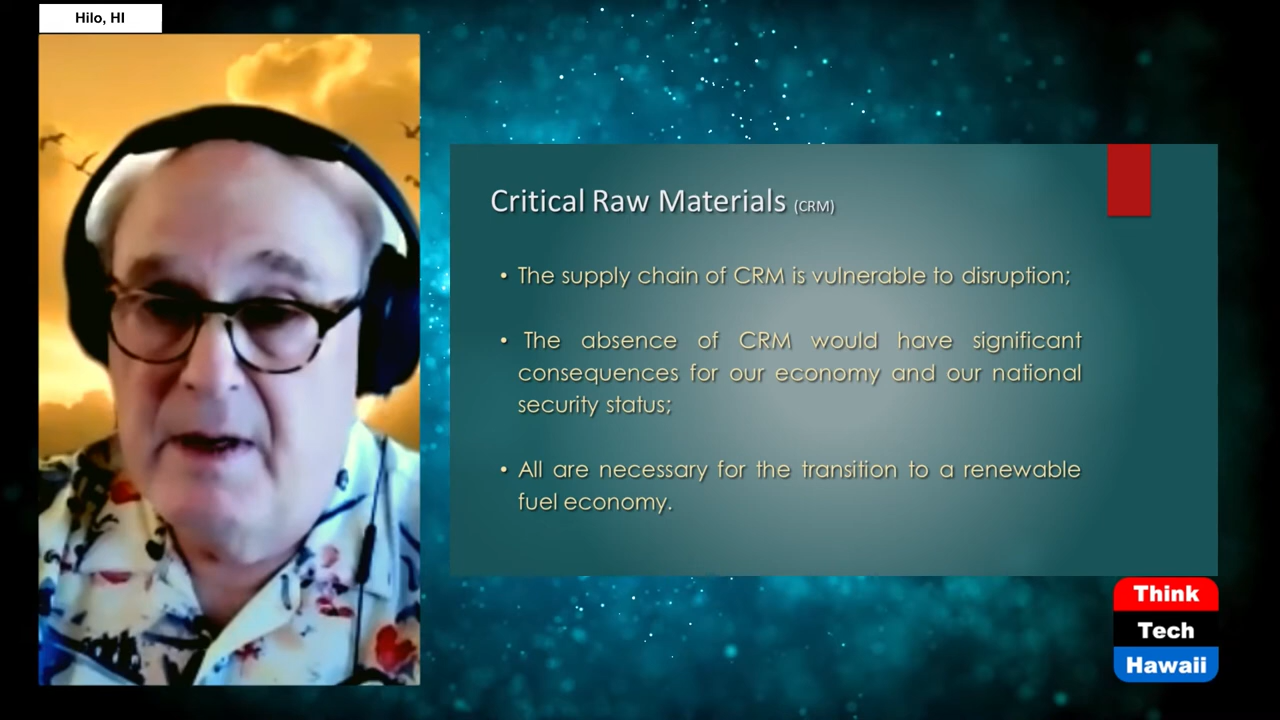 Hilo, HI
Critical Raw Materials (CRM)
• The supply chain of CRM is vulnerable to disruption;
• The absence of CRM would have significant
consequences for our economy and our national
security status;
• All are necessary for the transition to a renewable
fuel economy.
Think
Tech
Hawaii